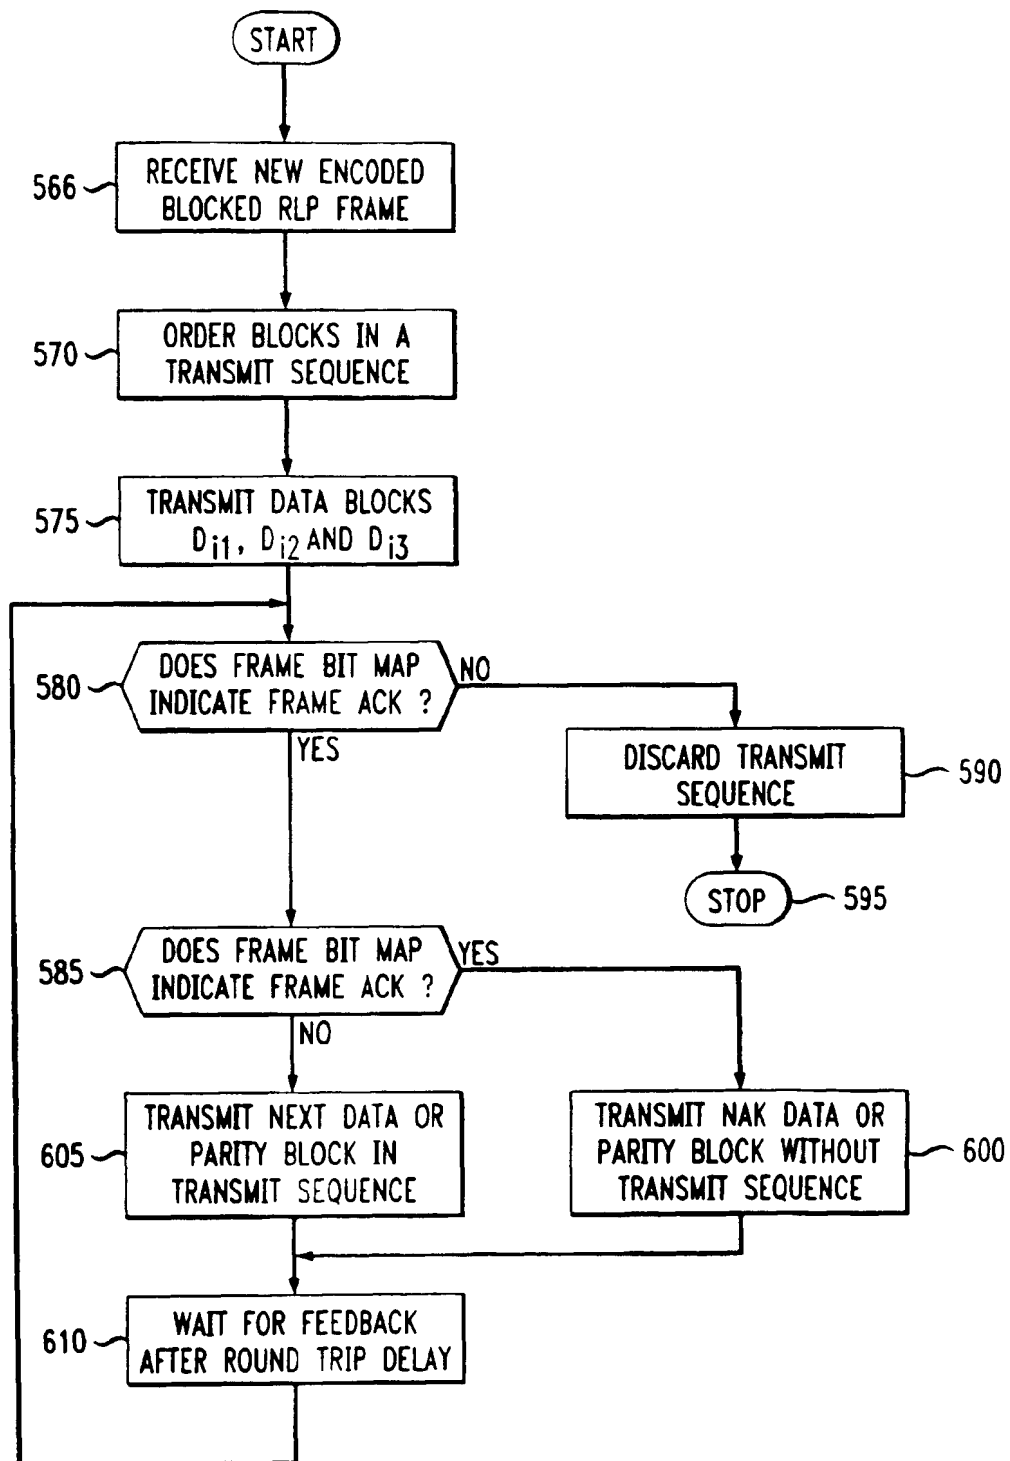 START
566
RECEIVE NEW ENCODED
BLOCKED RLP FRAME
570
ORDER BLOCKS IN A
TRANSMIT SEQUENCE
575
TRANSMIT DATA BLOCKS
Di1, Di2 AND Di3
580
DOES FRAME BIT MAP
INDICATE FRAME ACK ?
NO
YES
DISCARD TRANSMIT
SEQUENCE
590
STOP
595
585
DOES FRAME BIT MAP
INDICATE FRAME ACK ?
YES
NO
605
TRANSMIT NEXT DATA OR
PARITY BLOCK IN
TRANSMIT SEQUENCE
TRANSMIT NAK DATA OR
PARITY BLOCK WITHOUT
TRANSMIT SEQUENCE
600
610
WAIT FOR FEEDBACK
AFTER ROUND TRIP DELAY